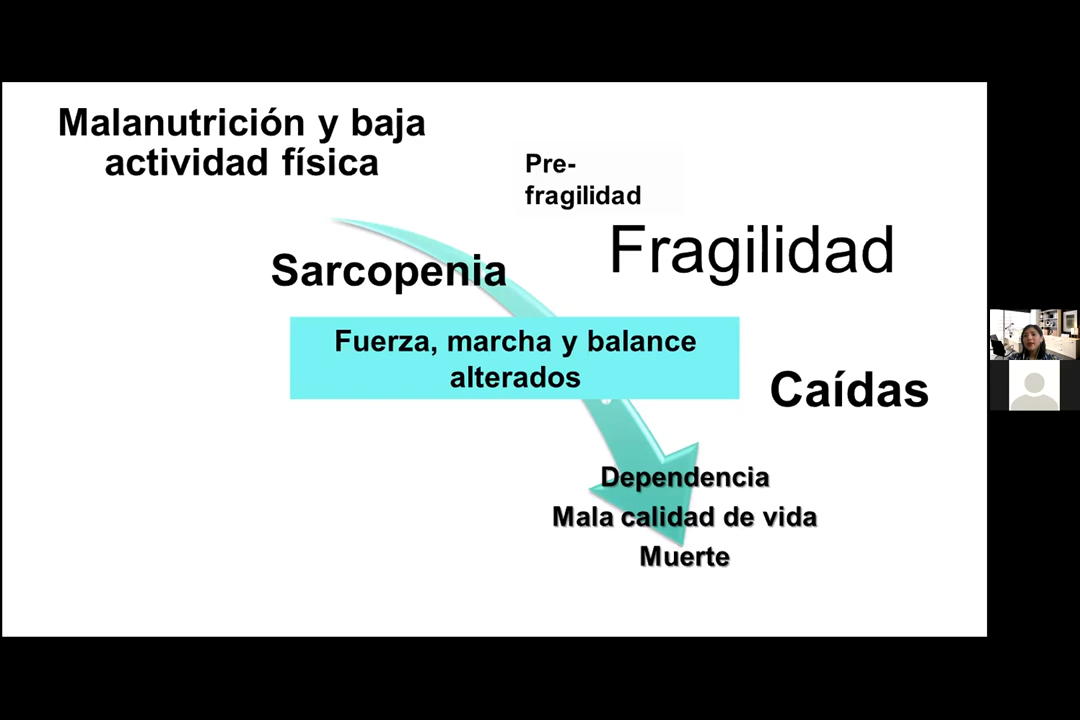 Malanutrición y baja
actividad física
Pre-
fragilidad
Fragilidad
Sarcopenia
Fuerza, marcha y balance
alterados
Caídas
Dependencia
Mala calidad de vida
Muerte